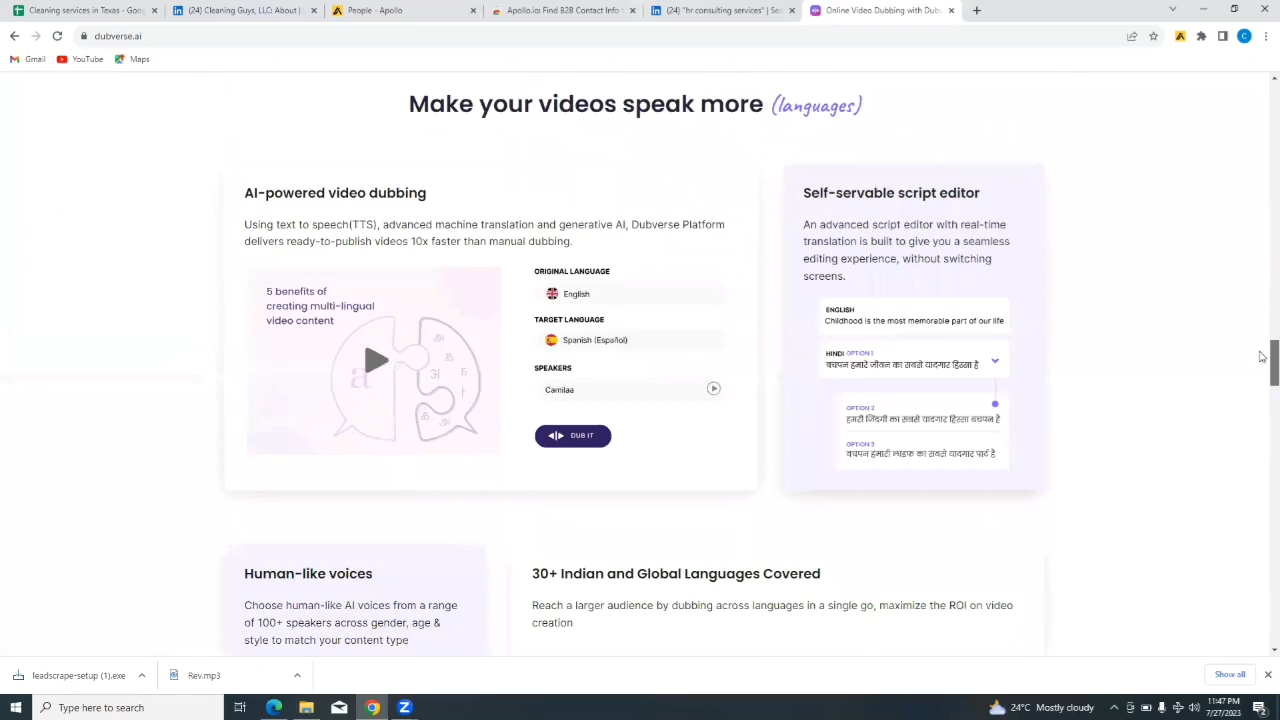 Cleaning services in Texas - Goo
(24) Cleaning Guys, LLC: About |
People - Apollo
Apollo.io: Find B2B Contact Info
(24) "hr consulting services" | Se
Online Video Dubbing with Dub
dubverse.ai
C
Gmail
YouTube
Maps
Make your videos speak more (languages)
AI-powered video dubbing
Using text to speech(TTS), advanced machine translation and generative AI, Dubverse Platform
delivers ready-to-publish videos 10x faster than manual dubbing.
5 benefits of
creating multi-lingual
video content
a
ORIGINAL LANGUAGE
English
TARGET LANGUAGE
Spanish (Español)
SPEAKERS
Camilaa
DUB IT
Self-servable script editor
An advanced script editor with real-time
translation is built to give you a seamless
editing experience, without switching
screens.
ENGLISH
Childhood is the most memorable part of our life
HINDI OPTION 1
बचपन हमारे जीवन का सबसे यादगार हिस्सा है
OPTION 2
हमरी जिंदगी का सबसे यादगार हिस्सा बचपन है
OPTION 3
बचपन हमारी लाइफ का सबसे यादगार पार्ट है
Human-like voices
Choose human-like AI voices from a range
of 100+ speakers across gender, age &
style to match your content type
30+ Indian and Global Languages Covered
Reach a larger audience by dubbing across languages in a single go, maximize the ROI on video
creation
leadscrape-setup (1).exe
Rev.mp3
Show all
Type here to search
24°C Mostly cloudy
11:47 PM
7/27/2023
2